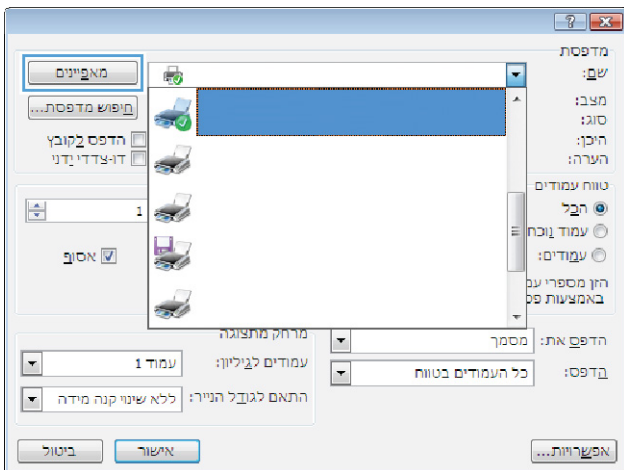 מדפסת
שם:
מאפיינים
מצב:
חיפוש מדפסת...
סוג:
היכן:
הדפס לקובץ
הערה:
דו-צדדי ידני
טווח עמודים
הכל
1
עמוד נוכח
עמודים:
אסוף
הזן מספרי עמ
באמצעות פס
מרחק מתצוגה
הדפס את: מסמך
עמודים לגיליון: עמוד 1
הדפס: כל העמודים בטווח
התאם לגודל הנייר: ללא שינוי קנה מידה
אפשרויות...
אישור
ביטול